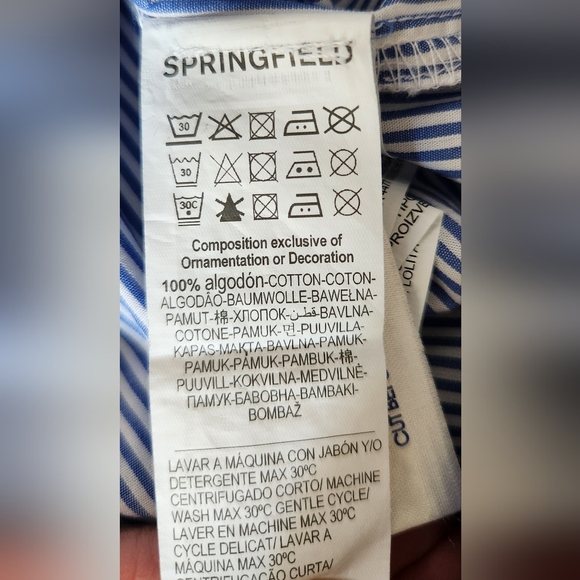 SPRINGFIELD
30
30
30C
Composition exclusive of
Ornamentation or Decoration
100% algodón-COTTON-COTON-
ALGODÃO-BAUMWOLLE-BAWEŁNA-
PAMUT-棉-ХЛОПОК-قطن-BAVLNA-
COTONE-PAMUK-면-PUUVILLA-
KAPAS-MAKTA-BAVLNA-PAMUK-
PAMUK-PAMUK-PAMBUK-棉-
PUUVILL-KOKVILNA-MEDVILNĖ-
ПАМУК-БАВОВНА-BAMBAKI-
BOMBAŽ
LAVAR A MÁQUINA CON JABÓN Y/O
DETERGENTE MAX 30ºC
CENTRIFUGADO CORTO/ MACHINE
WASH MAX 30ºC GENTLE CYCLE/
LAVER EN MACHINE MAX 30ºC
CYCLE DELICAT/ LAVAR A
MÁQUINA MAX 30ºC
CENTRIFUGAÇÃO CURTA/